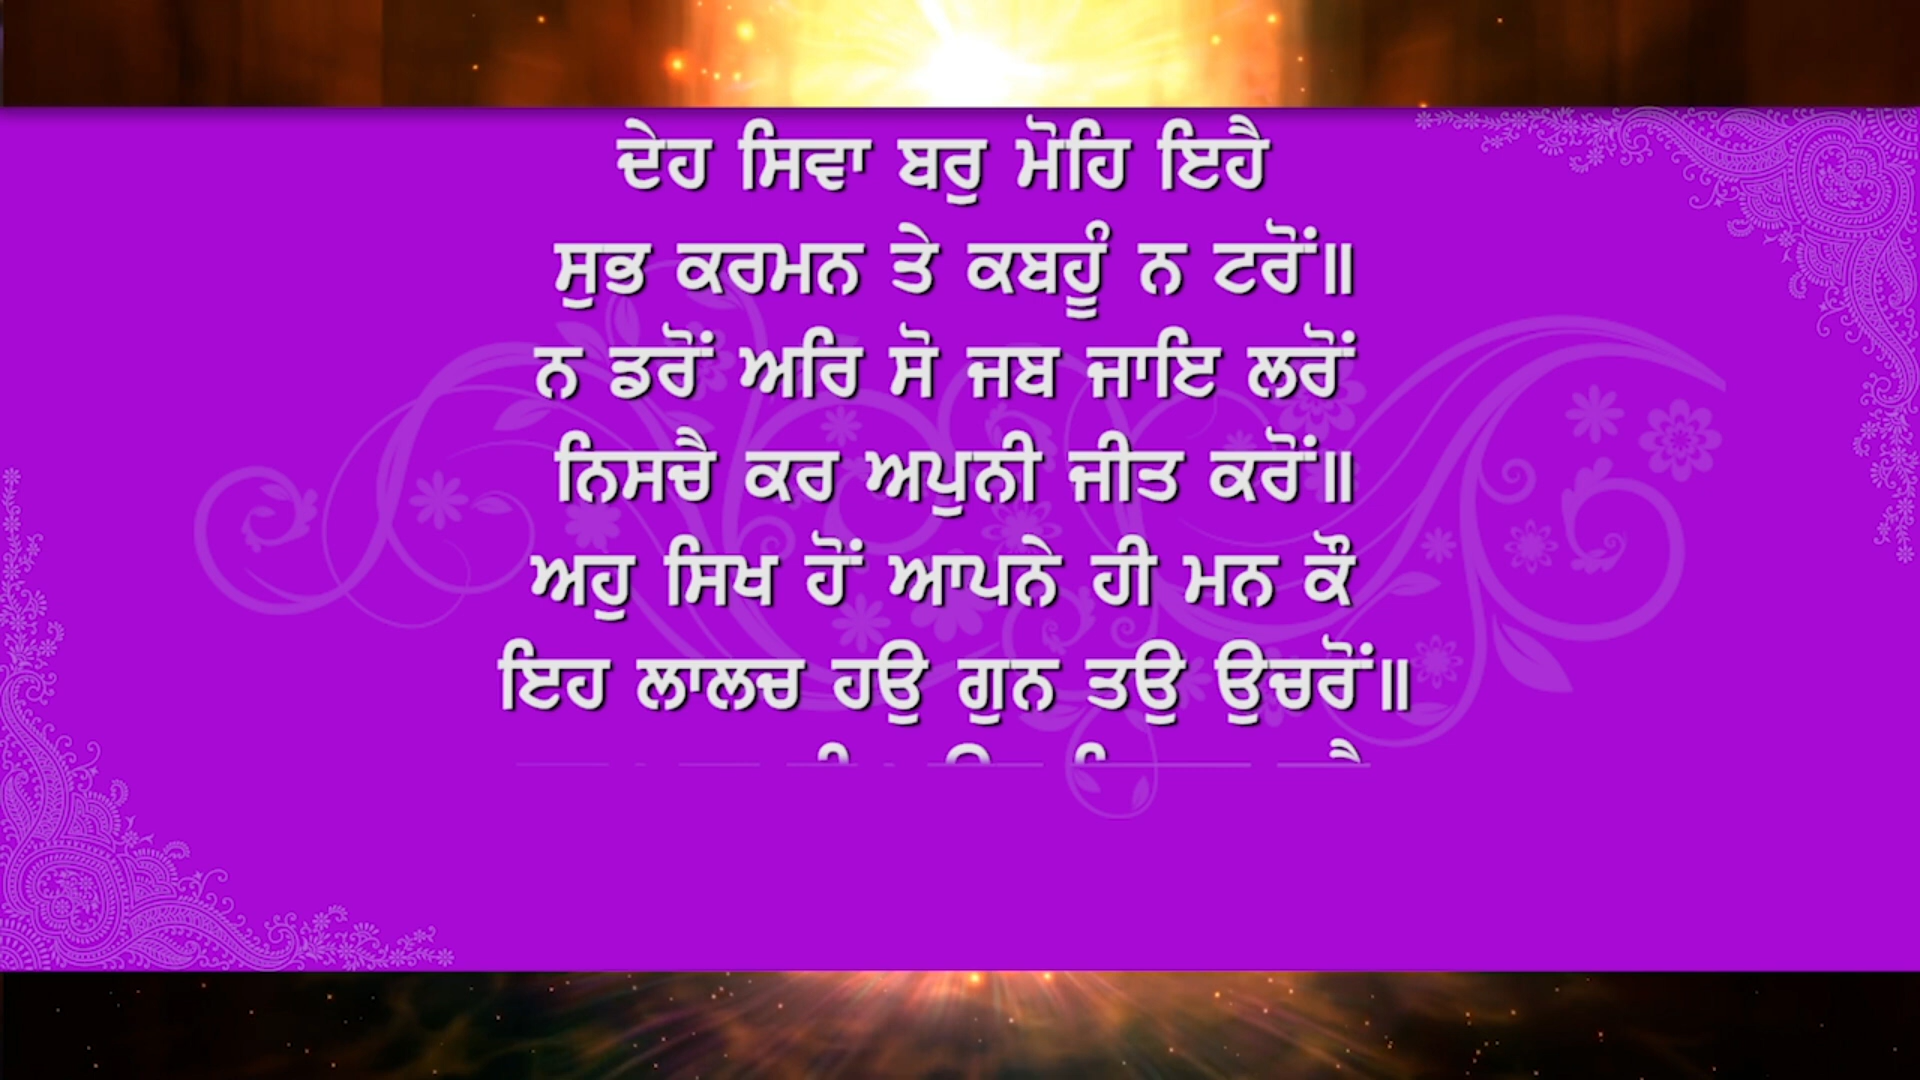 ਦੇਹ ਸਿਵਾ ਬਰੁ ਮੋਹਿ ਇਹੈ
ਸੁਭ ਕਰਮਨ ਤੇ ਕਬਹੂੰ ਨ ਟਰੋਂ॥
ਨ ਡਰੋਂ ਅਰਿ ਸੋ ਜਬ ਜਾਇ ਲਰੋਂ
ਨਿਸਚੈ ਕਰ ਅਪੁਨੀ ਜੀਤ ਕਰੋਂ॥
ਅਹੁ ਸਿਖ ਹੋਂ ਆਪਨੇ ਹੀ ਮਨ ਕੌ
ਇਹ ਲਾਲਚ ਹਉ ਗੁਨ ਤਉ ਉਚਰੋਂ॥